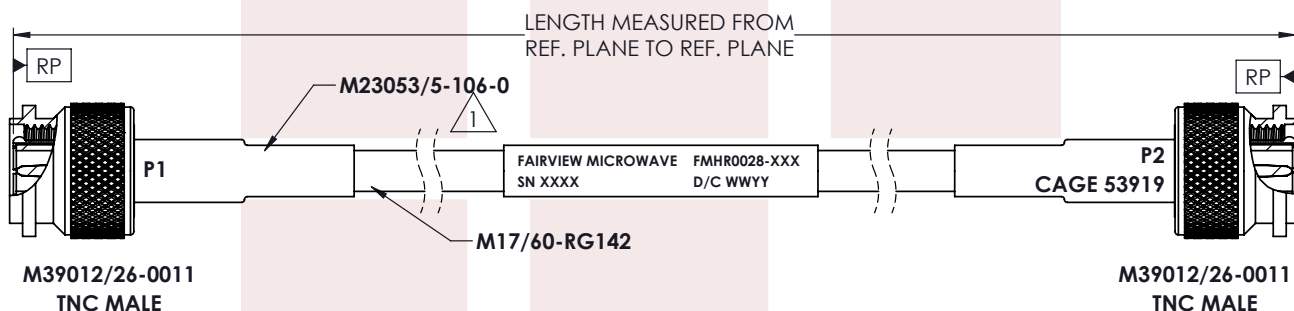 LENGTH MEASURED FROM
REF. PLANE TO REF. PLANE
RP
RP
M23053/5-106-0
1
P1
FAIRVIEW MICROWAVE FMHR0028-XXX
SN XXXX D/C WWYY
P2
CAGE 53919
M17/60-RG142
M39012/26-0011
TNC MALE
M39012/26-0011
TNC MALE